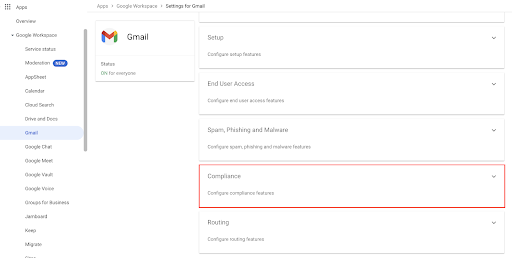 Apps
Apps > Google Workspace > Settings for Gmail
Overview
Google Workspace
Service status
Moderation NEW
AppSheet
Calendar
Cloud Search
Drive and Docs
Gmail
Google Chat
Google Meet
Google Vault
Google Voice
Groups for Business
Jamboard
Keep
Migrate
Gmail
Status
ON for everyone
Setup
Configure setup features
End User Access
Configure end user access features
Spam, Phishing and Malware
Configure spam, phishing and malware features
Compliance
Configure compliance features
Routing
Configure routing features